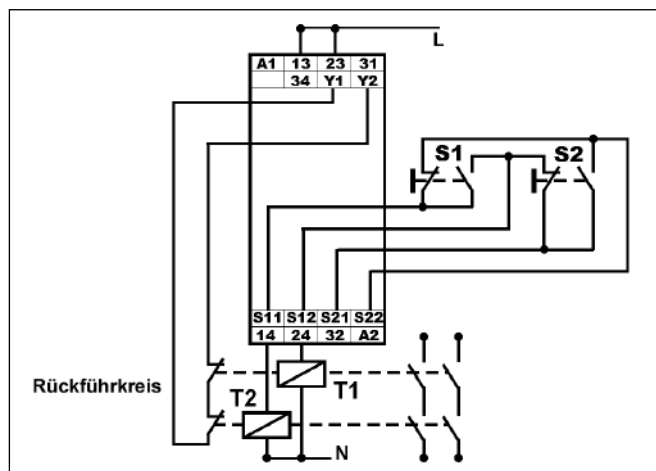 L
A1 13 23 31
34 Y1 Y2
S1 S2
S11 S12 S21 S22
14 24 32 A2
Rückführkreis
T2 T1
N